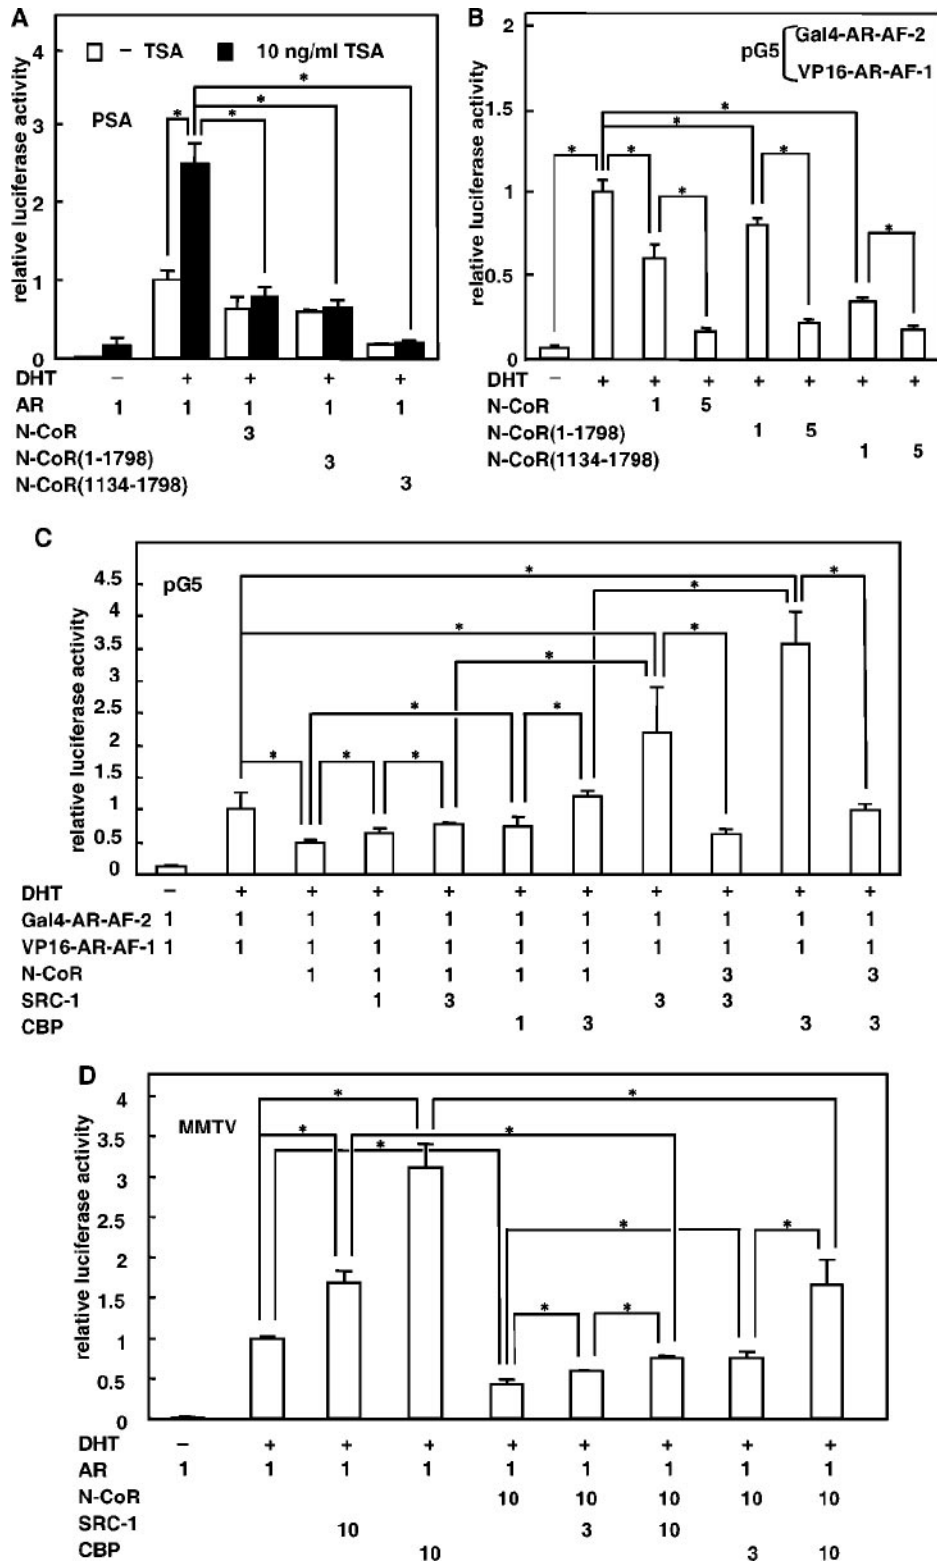 A
4
– TSA 10 ng/ml TSA
*
*
* *
PSA
3
2
1
0
relative luciferase activity
DHT – + + + +
AR 1 1 1 1 1
N-CoR 3
N-CoR(1-1798) 3
N-CoR(1134-1798) 3
B
2
pG5 Gal4-AR-AF-2
VP16-AR-AF-1
1.5
*
*
* * *
*
*
1
0.5
0
relative luciferase activity
DHT – + + + + + + +
N-CoR 1 5
N-CoR(1-1798) 1 5
N-CoR(1134-1798) 1 5
C
pG5
4.5
4
3.5
3
2.5
2
1.5
1
0.5
0
* *
*
* *
*
* *
* * *
relative luciferase activity
DHT – + + + + + + + + + +
Gal4-AR-AF-2 1 1 1 1 1 1 1 1 1 1 1
VP16-AR-AF-1 1 1 1 1 1 1 1 1 1 1 1
N-CoR 1 1 1 1 1 3 3
SRC-1 1 3 3 3
CBP 1 3 3 3
D
MMTV
4
3.5
3
2.5
2
1.5
1
0.5
0
* *
* *
*
* *
* *
relative luciferase activity
DHT – + + + + + + + +
AR 1 1 1 1 1 1 1 1 1
N-CoR 10 10 10 10 10
SRC-1 10 3 10
CBP 10 3 10